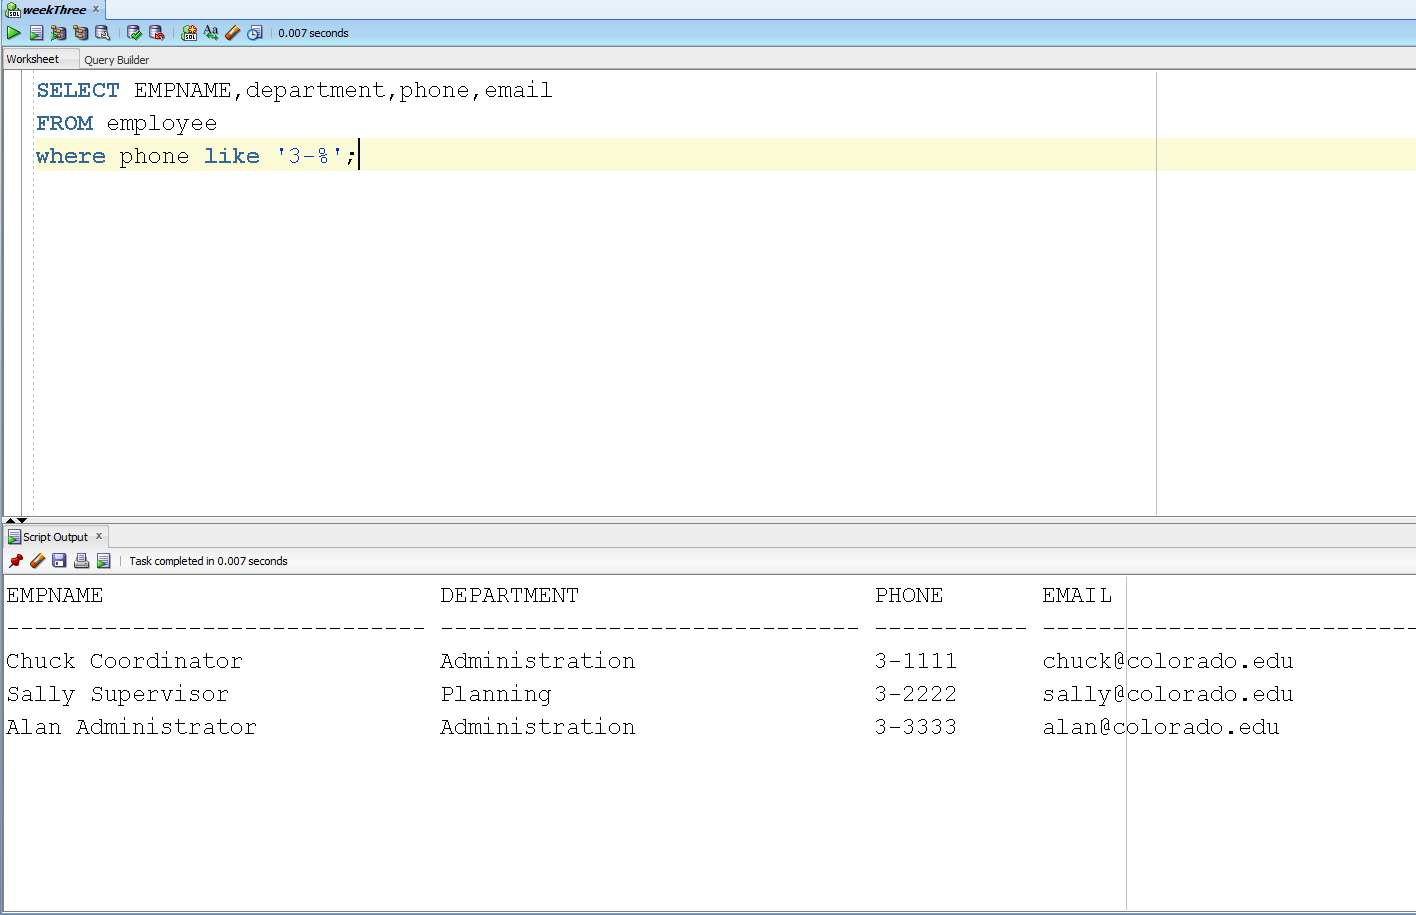 weekThree
0.007 seconds
Worksheet Query Builder
SELECT EMPNAME,department,phone,email
FROM employee
where phone like '3-%';
Script Output
Task completed in 0.007 seconds
EMPNAME DEPARTMENT PHONE EMAIL
------------------------------ ------------------------------ ----------- ---------------------------
Chuck Coordinator Administration 3-1111 chuck@colorado.edu
Sally Supervisor Planning 3-2222 sally@colorado.edu
Alan Administrator Administration 3-3333 alan@colorado.edu